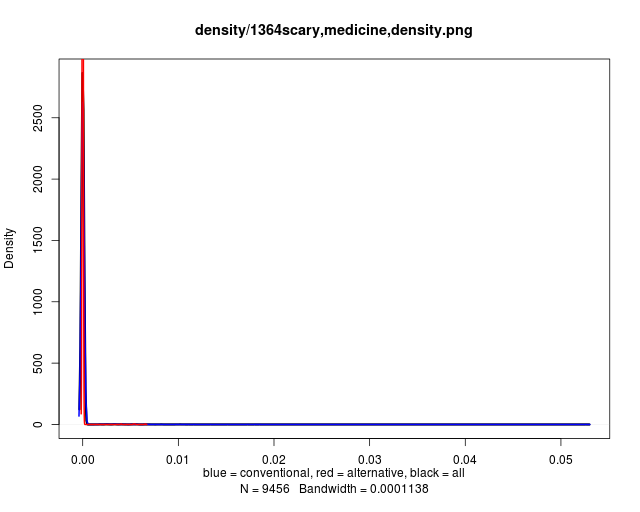 density/1364scary,medicine,density.png
Density
2500
2000
1500
1000
500
0
0.00 0.01 0.02 0.03 0.04 0.05
blue = conventional, red = alternative, black = all
N = 9456 Bandwidth = 0.0001138